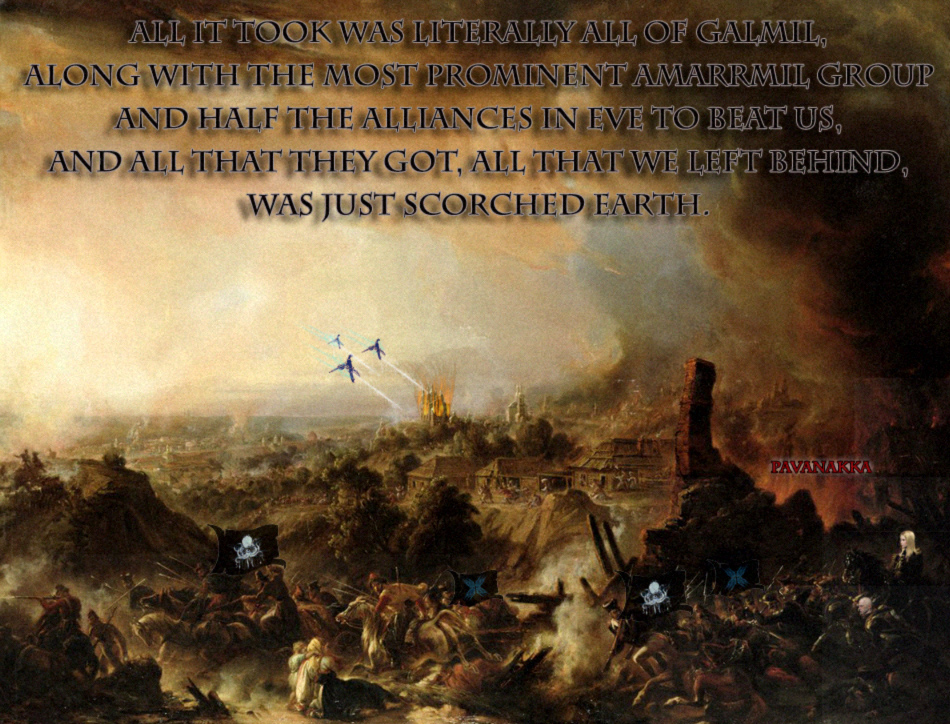 ALL IT TOOK WAS LITERALLY ALL OF GALMIL,
ALONG WITH THE MOST PROMINENT AMARRMIL GROUP
AND HALF THE ALLIANCES IN EVE TO BEAT US,
AND ALL THAT THEY GOT, ALL THAT WE LEFT BEHIND,
WAS JUST SCORCHED EARTH.
PAVANAKKA